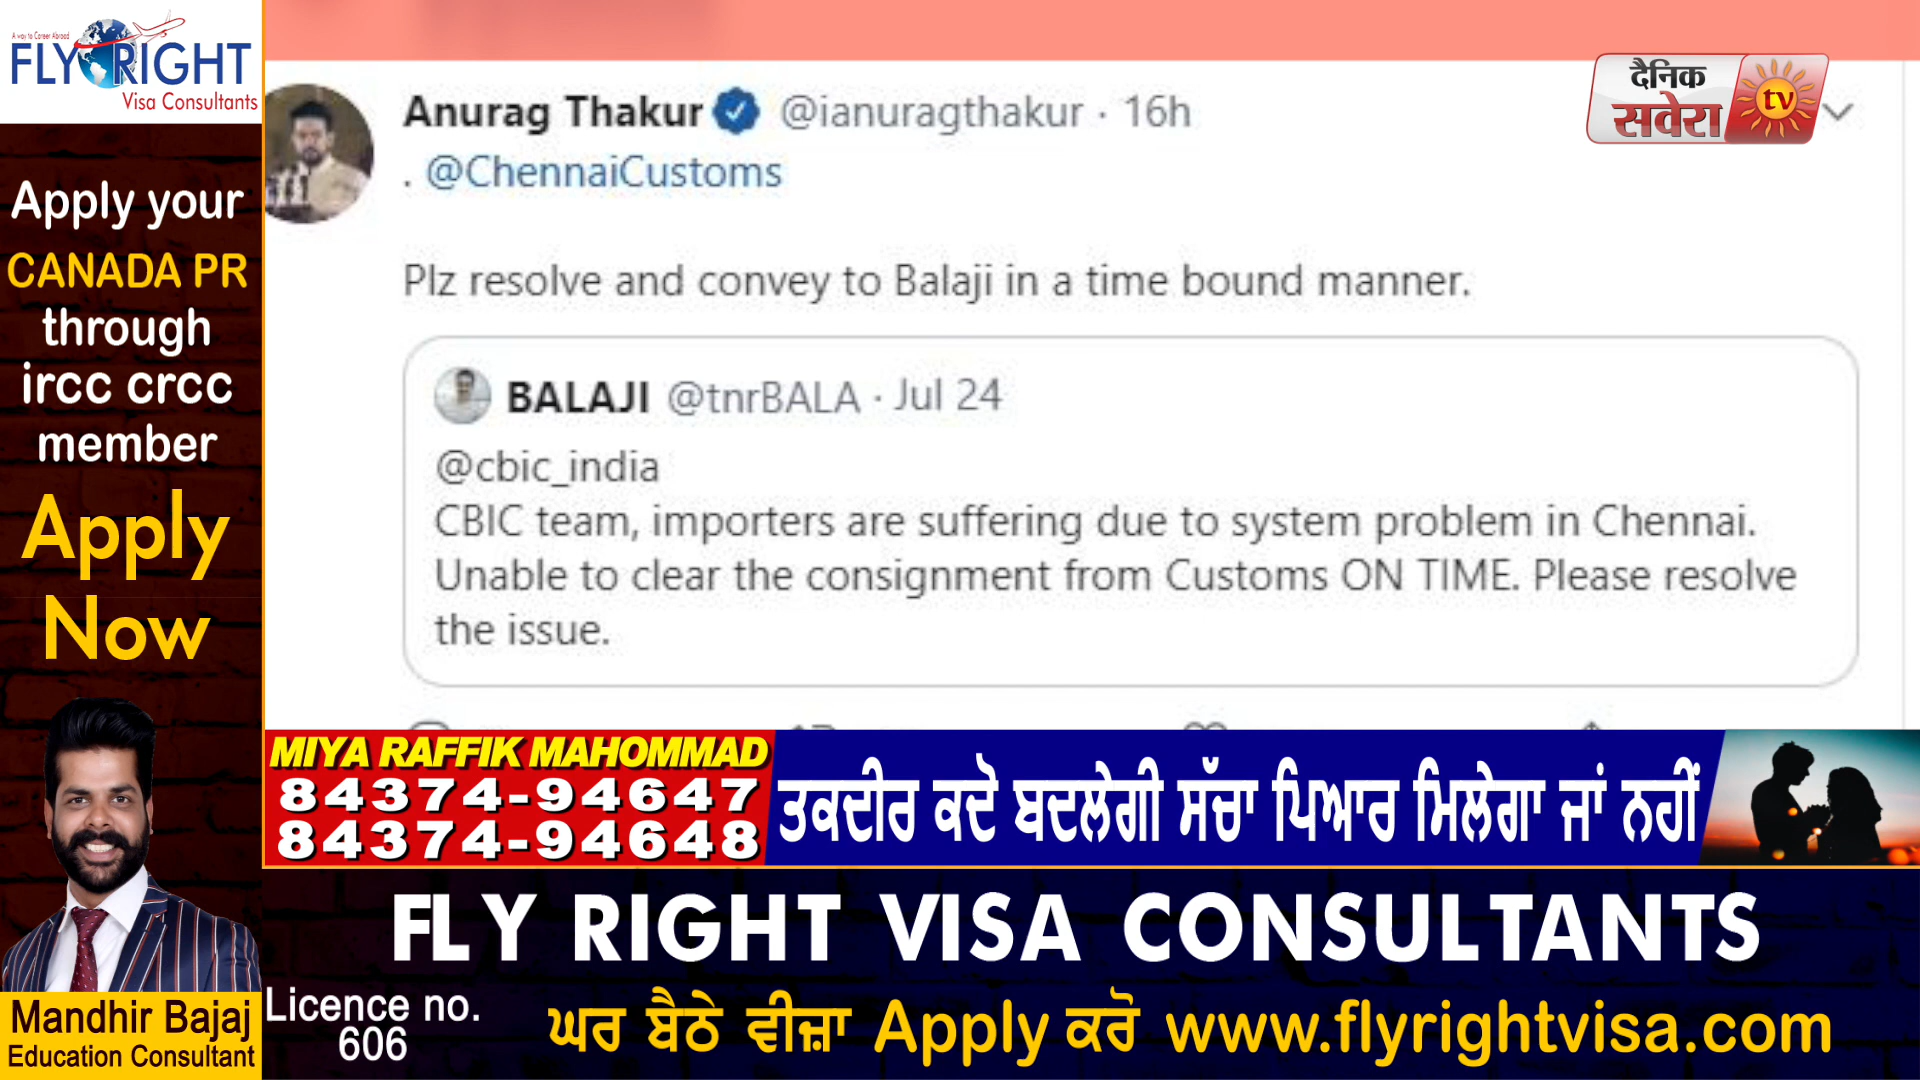 A way to Career Abroad
FLY RIGHT
Visa Consultants
Apply your
CANADA PR
through
ircc crcc
member
Apply
Now
Mandhir Bajaj
Education Consultant
Anurag Thakur @ianuragthakur · 16h
. @ChennaiCustoms
Plz resolve and convey to Balaji in a time bound manner.
BALAJI @tnrBALA · Jul 24
@cbic_india
CBIC team, importers are suffering due to system problem in Chennai.
Unable to clear the consignment from Customs ON TIME. Please resolve
the issue.
दैनिक
सवेरा tv
MIYA RAFFIK MAHOMMAD
84374-94647
84374-94648
ਤਕਦੀਰ ਕਦੋ ਬਦਲੇਗੀ ਸੱਚਾ ਪਿਆਰ ਮਿਲੇਗਾ ਜਾਂ ਨਹੀਂ
FLY RIGHT VISA CONSULTANTS
Licence no.
606
ਘਰ ਬੈਠੇ ਵੀਜ਼ਾ Apply ਕਰੋ www.flyrightvisa.com